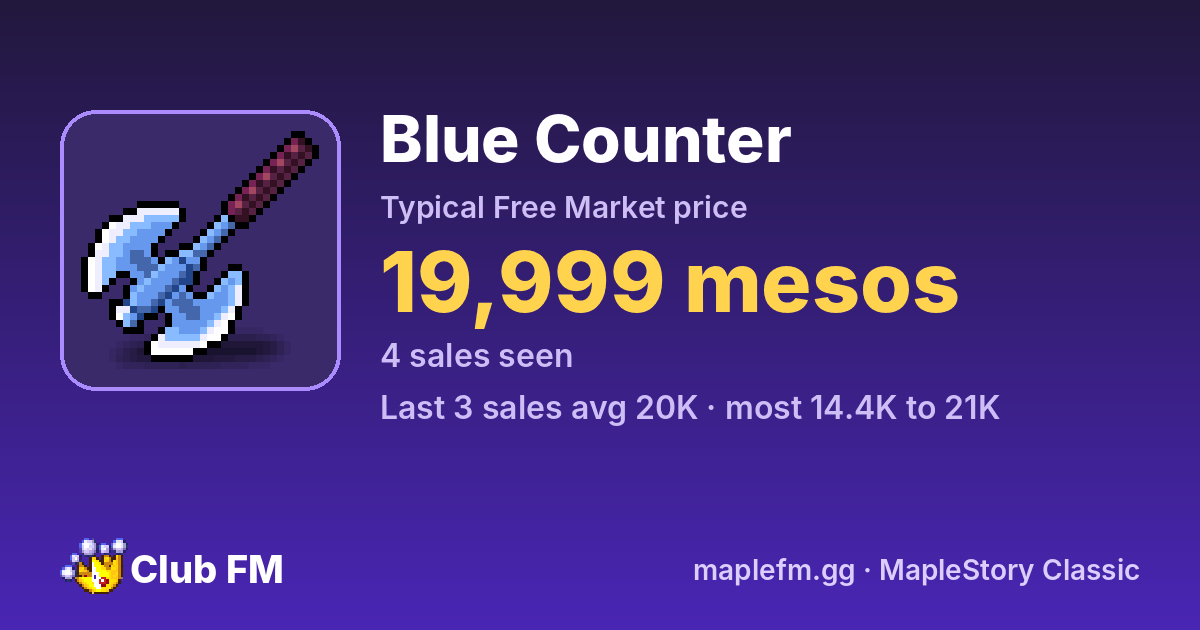 Blue Counter
Typical Free Market price
19,999 mesos
4 sales seen
Last 3 sales avg 20K · most 14.4K to 21K
Club FM
maplefm.gg · MapleStory Classic